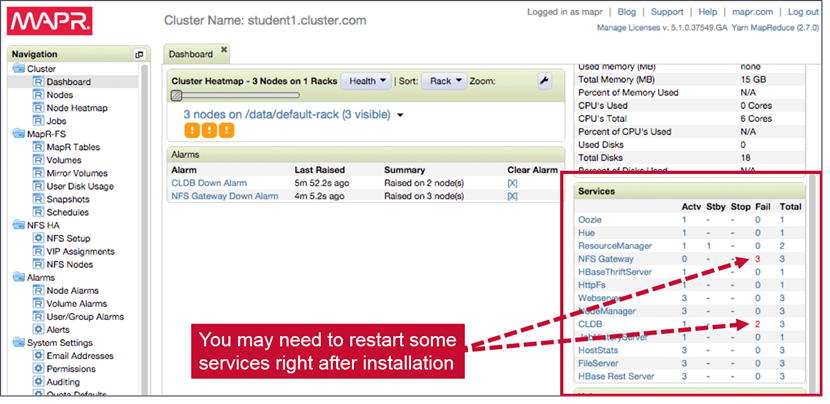 MAPR.
Cluster Name: student1.cluster.com
Logged in as mapr | Blog | Support | Help | mapr.com | Log out
Manage Licenses v. 5.1.0.37549.GA Yarn MapReduce (2.7.0)
Navigation
Cluster
Dashboard
Nodes
Node Heatmap
Jobs
MapR-FS
MapR Tables
Volumes
Mirror Volumes
User Disk Usage
Snapshots
Schedules
NFS HA
NFS Setup
VIP Assignments
NFS Nodes
Alarms
Node Alarms
Volume Alarms
User/Group Alarms
Alerts
System Settings
Email Addresses
Permissions
Auditing
Quota Defaults
Dashboard
Cluster Heatmap - 3 Nodes on 1 Racks Health | Sort: Rack Zoom:
3 nodes on /data/default-rack (3 visible)
Alarms
Alarm Last Raised Summary Clear Alarm
CLDB Down Alarm 5m 52.2s ago Raised on 2 node(s) [X]
NFS Gateway Down Alarm 4m 5.2s ago Raised on 3 node(s) [X]
Used Memory (MB) none
Total Memory (MB) 15 GB
Percent of Memory Used N/A
CPU's Used 0 Cores
CPU's Total 6 Cores
Percent of CPU's Used N/A
Used Disks 0
Total Disks 18
Percent of Disks Used N/A
Services
Actv Stby Stop Fail Total
Oozie 1 - - 0 1
Hue 1 - - 0 1
ResourceManager 1 1 - 0 2
NFS Gateway 0 - - 3 3
HBaseThriftServer 1 - - 0 1
HttpFs 1 - - 0 1
Webserver 3 - - 0 3
NodeManager 3 - - 0 3
CLDB 1 - - 2 3
JobHistoryServer 1 - - 0 1
HostStats 3 - - 0 3
FileServer 3 - - 0 3
HBase Rest Server 3 - - 0 3
You may need to restart some
services right after installation